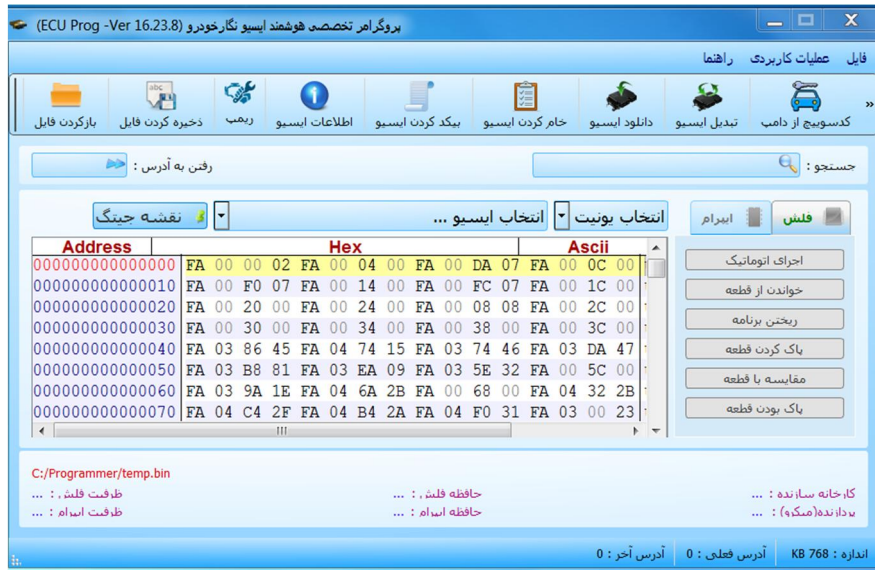 پروگرامر تخصصی هوشمند ایسیو نگار خودرو (ECU Prog -Ver 16.23.8)
فایل عملیات کاربردی راهنما
کدسوییچ از دامپ تبدیل ایسیو دانلود ایسیو خام کردن ایسیو بیکد کردن ایسیو اطلاعات ایسیو ریمپ ذخیره کردن فایل بازکردن فایل
جستجو : رفتن به آدرس :
فلش ایپرام انتخاب یونیت انتخاب ایسیو ... نقشه جیتگ
Address Hex Ascii
000000000000000 FA 00 00 02 FA 00 04 00 FA 00 DA 07 FA 00 0C 00
000000000000010 FA 00 F0 07 FA 00 14 00 FA 00 FC 07 FA 00 1C 00
000000000000020 FA 00 20 00 FA 00 24 00 FA 00 08 08 FA 00 2C 00
000000000000030 FA 00 30 00 FA 00 34 00 FA 00 38 00 FA 00 3C 00
000000000000040 FA 03 86 45 FA 04 74 15 FA 03 74 46 FA 03 DA 47
000000000000050 FA 03 B8 81 FA 03 EA 09 FA 03 5E 32 FA 00 5C 00
000000000000060 FA 03 9A 1E FA 04 6A 2B FA 00 68 00 FA 04 32 2B
000000000000070 FA 04 C4 2F FA 04 B4 2A FA 04 F0 31 FA 03 00 23
اجرای اتوماتیک
خواندن از قطعه
ریختن برنامه
پاک کردن قطعه
مقایسه با قطعه
پاک بودن قطعه
C:/Programmer/temp.bin
کارخانه سازنده : ... حافظه فلش : ... ظرفیت فلش : ...
پردازنده(میکرو) : ... حافظه ایپرام : ... ظرفیت ایپرام : ...
اندازه : 768 KB آدرس فعلی : 0 آدرس آخر : 0